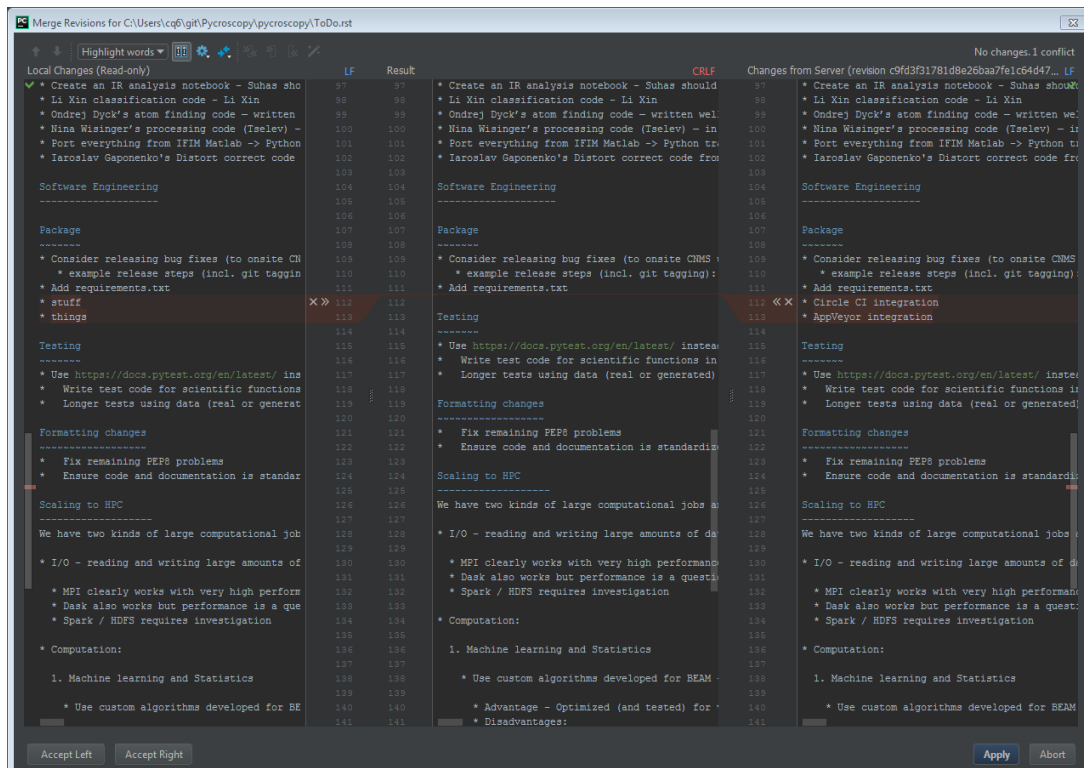 Merge Revisions for C:\Users\cq6\git\Pycroscopy\pycroscopy\ToDo.rst
Highlight words
No changes. 1 conflict
Local Changes (Read-only) LF
* Create an IR analysis notebook - Suhas sho
* Li Xin classification code - Li Xin
* Ondrej Dyck's atom finding code – written
* Nina Wisinger's processing code (Tselev) –
* Port everything from IFIM Matlab -> Python
* Iaroslav Gaponenko's Distort correct code
Software Engineering
--------------------
Package
~~~~~~~
* Consider releasing bug fixes (to onsite CN
* example release steps (incl. git taggin
* Add requirements.txt
* stuff
* things
Testing
~~~~~~~
* Use https://docs.pytest.org/en/latest/ ins
* Write test code for scientific functions
* Longer tests using data (real or generat
Formatting changes
~~~~~~~~~~~~~~~~~~
* Fix remaining PEP8 problems
* Ensure code and documentation is standar
Scaling to HPC
-------------------
We have two kinds of large computational job
* I/O - reading and writing large amounts of
* MPI clearly works with very high perform
* Dask also works but performance is a que
* Spark / HDFS requires investigation
* Computation:
1. Machine learning and Statistics
* Use custom algorithms developed for BE
Result CRLF
* Create an IR analysis notebook - Suhas should
* Li Xin classification code - Li Xin
* Ondrej Dyck's atom finding code – written wel
* Nina Wisinger's processing code (Tselev) – in
* Port everything from IFIM Matlab -> Python tr
* Iaroslav Gaponenko's Distort correct code fro
Software Engineering
--------------------
Package
~~~~~~~
* Consider releasing bug fixes (to onsite CNMS
* example release steps (incl. git tagging):
* Add requirements.txt
Testing
~~~~~~~
* Use https://docs.pytest.org/en/latest/ instea
* Write test code for scientific functions in
* Longer tests using data (real or generated)
Formatting changes
~~~~~~~~~~~~~~~~~~
* Fix remaining PEP8 problems
* Ensure code and documentation is standardiz
Scaling to HPC
-------------------
We have two kinds of large computational jobs a
* I/O - reading and writing large amounts of da
* MPI clearly works with very high performanc
* Dask also works but performance is a questi
* Spark / HDFS requires investigation
* Computation:
1. Machine learning and Statistics
* Use custom algorithms developed for BEAM -
* Advantage - Optimized (and tested) for
* Disadvantages:
Changes from Server (revision c9fd3f31781d8e26baa7fe1c64d47... LF
* Create an IR analysis notebook - Suhas should
* Li Xin classification code - Li Xin
* Ondrej Dyck's atom finding code – written wel
* Nina Wisinger's processing code (Tselev) – in
* Port everything from IFIM Matlab -> Python tr
* Iaroslav Gaponenko's Distort correct code fro
Software Engineering
--------------------
Package
~~~~~~~
* Consider releasing bug fixes (to onsite CNMS
* example release steps (incl. git tagging):
* Add requirements.txt
* Circle CI integration
* AppVeyor integration
Testing
~~~~~~~
* Use https://docs.pytest.org/en/latest/ instea
* Write test code for scientific functions in
* Longer tests using data (real or generated)
Formatting changes
~~~~~~~~~~~~~~~~~~
* Fix remaining PEP8 problems
* Ensure code and documentation is standardiz
Scaling to HPC
-------------------
We have two kinds of large computational jobs
* I/O - reading and writing large amounts of da
* MPI clearly works with very high performanc
* Dask also works but performance is a questi
* Spark / HDFS requires investigation
* Computation:
1. Machine learning and Statistics
* Use custom algorithms developed for BEAM
Accept Left
Accept Right
Apply
Abort